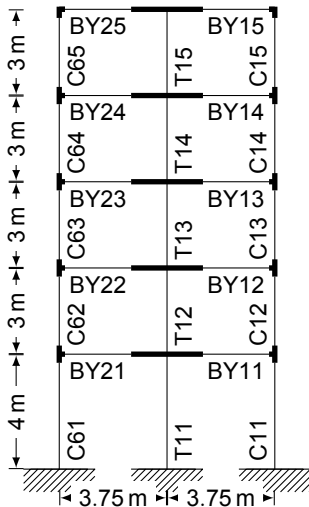 BY25 BY15
3 m C65 T15 C15
BY24 BY14
3 m C64 T14 C14
BY23 BY13
3 m C63 T13 C13
BY22 BY12
3 m C62 T12 C12
BY21 BY11
4 m C61 T11 C11
3.75 m 3.75 m